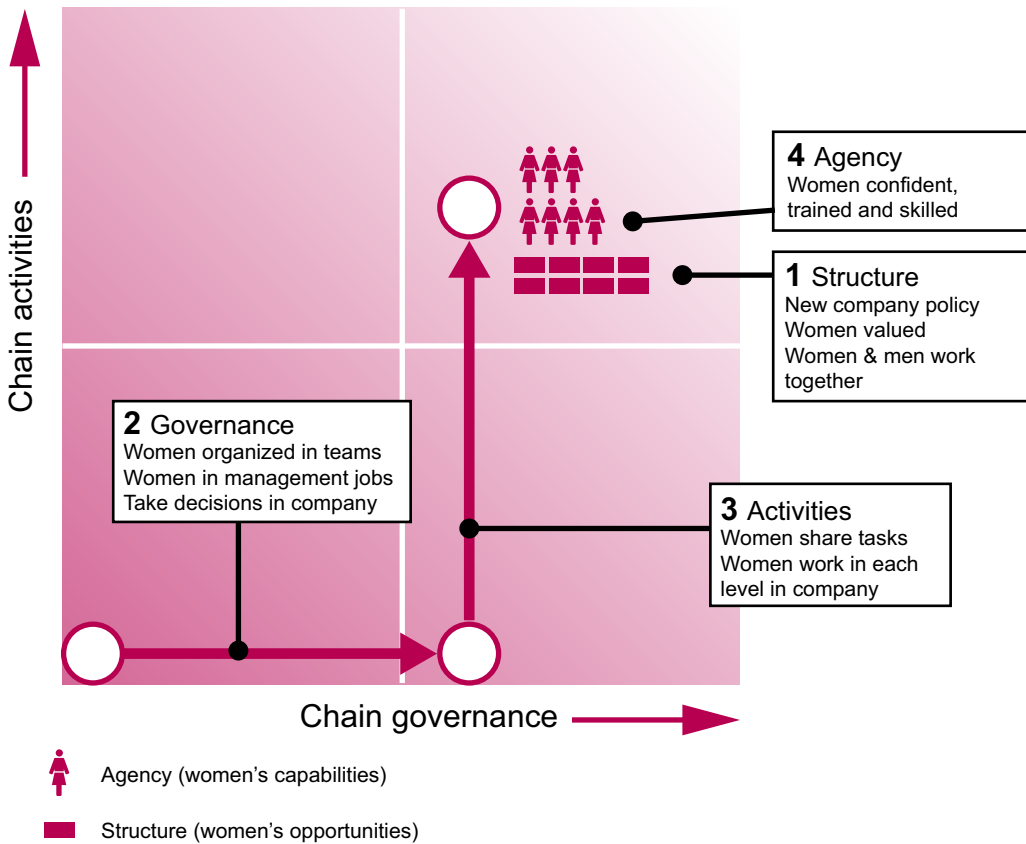 Chain activities
4 Agency
Women confident,
trained and skilled
1 Structure
New company policy
Women valued
Women & men work
together
2 Governance
Women organized in teams
Women in management jobs
Take decisions in company
3 Activities
Women share tasks
Women work in each
level in company
Chain governance
Agency (women’s capabilities)
Structure (women’s opportunities)